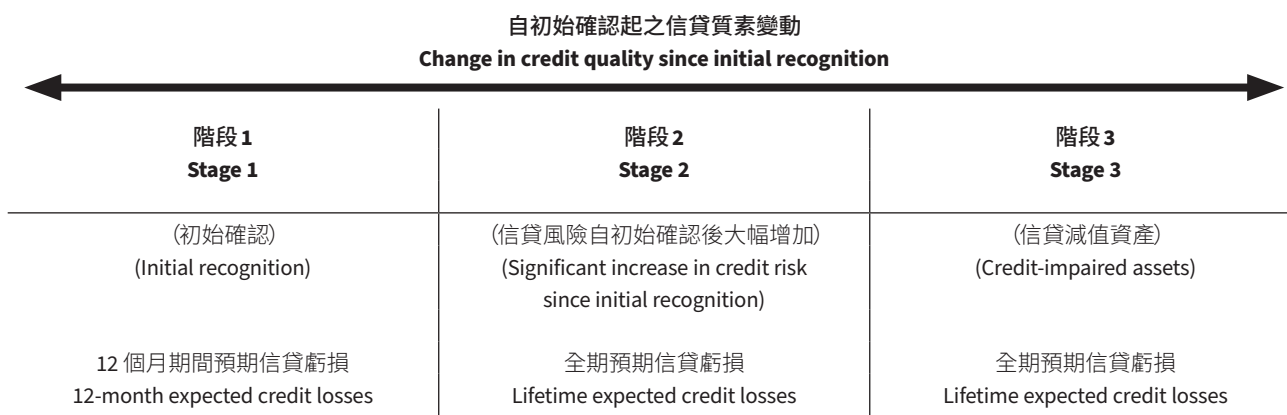 自初始確認起之信貸質素變動
Change in credit quality since initial recognition
階段1
Stage 1
階段2
Stage 2
階段3
Stage 3
(初始確認)
(Initial recognition)
(信貸風險自初始確認後大幅增加)
(Significant increase in credit risk
since initial recognition)
(信貸減值資產)
(Credit-impaired assets)
12 個月期間預期信貸虧損
12-month expected credit losses
全期預期信貸虧損
Lifetime expected credit losses
全期預期信貸虧損
Lifetime expected credit losses